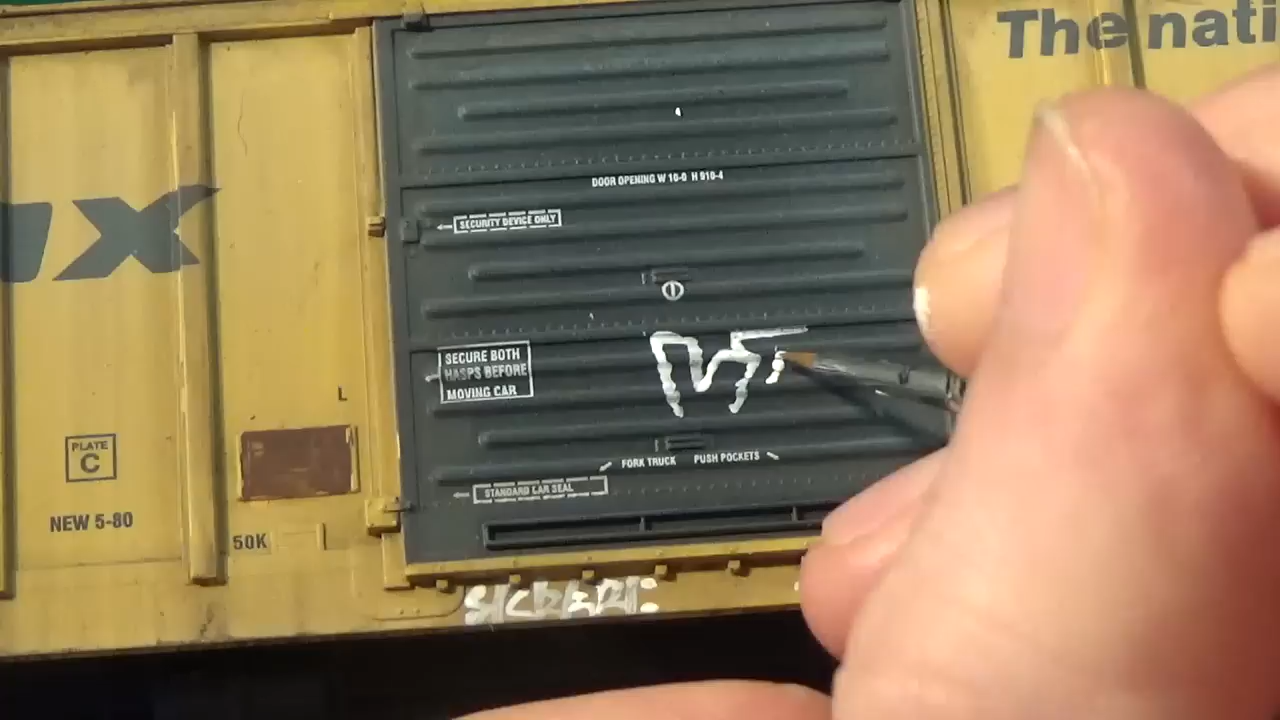 The nati
DOOR OPENING W 10-0 H 910-4
SECURITY DEVICE ONLY
SECURE BOTH
HASPS BEFORE
MOVING CAR
L
PLATE
C
NEW 5-80
50K
FORK TRUCK PUSH POCKETS
STANDARD CAR SEAL